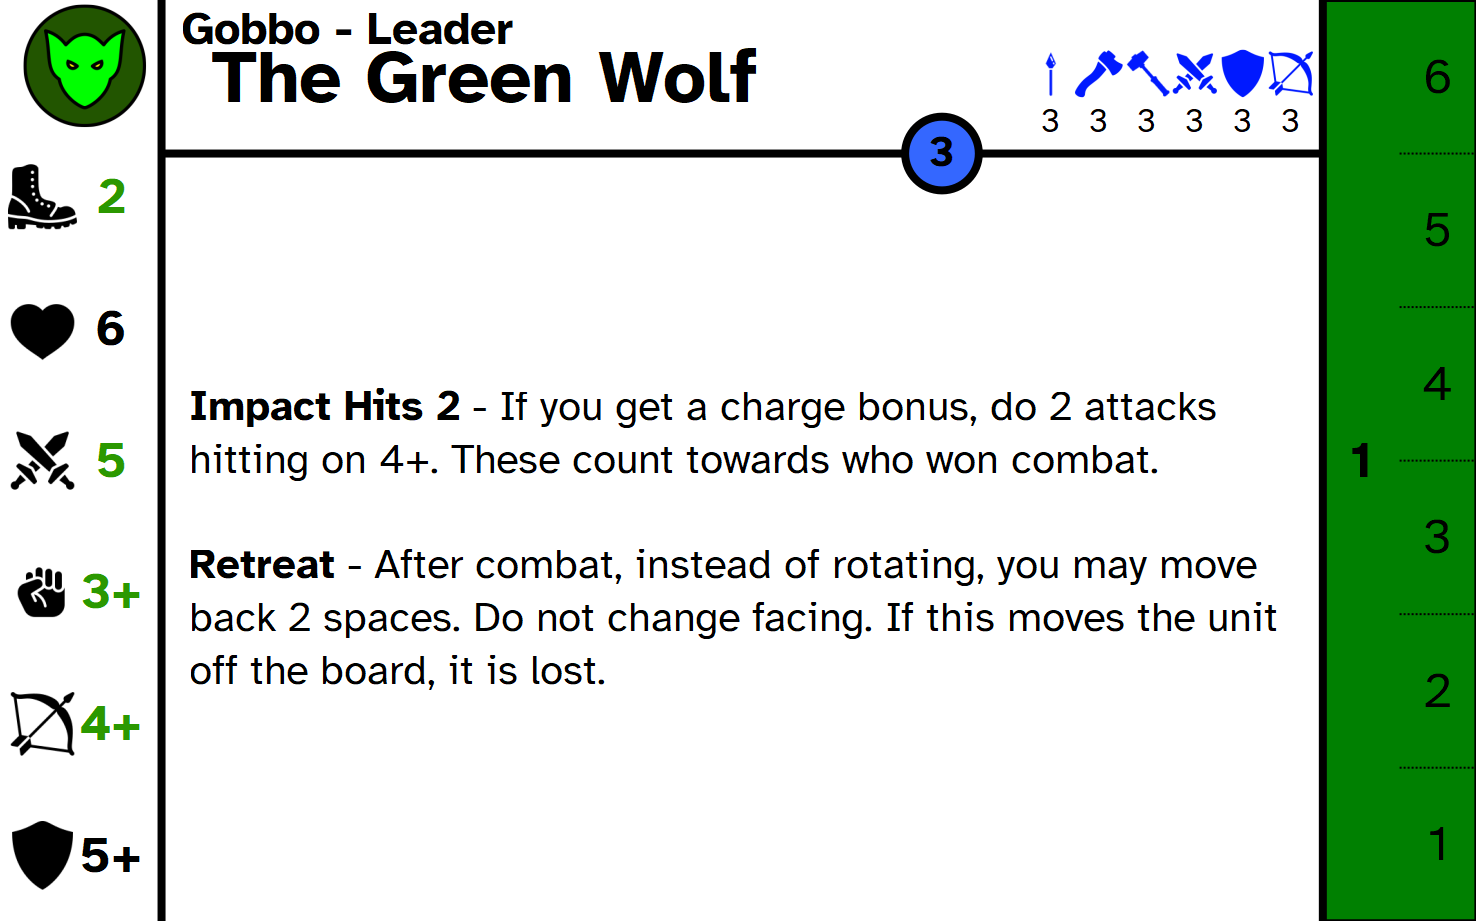 Gobbo - Leader
The Green Wolf
3 3 3 3 3 3
3
2
6
5
3+
4+
5+
Impact Hits 2 - If you get a charge bonus, do 2 attacks
hitting on 4+. These count towards who won combat.
Retreat - After combat, instead of rotating, you may move
back 2 spaces. Do not change facing. If this moves the unit
off the board, it is lost.
1
6
5
4
3
2
1